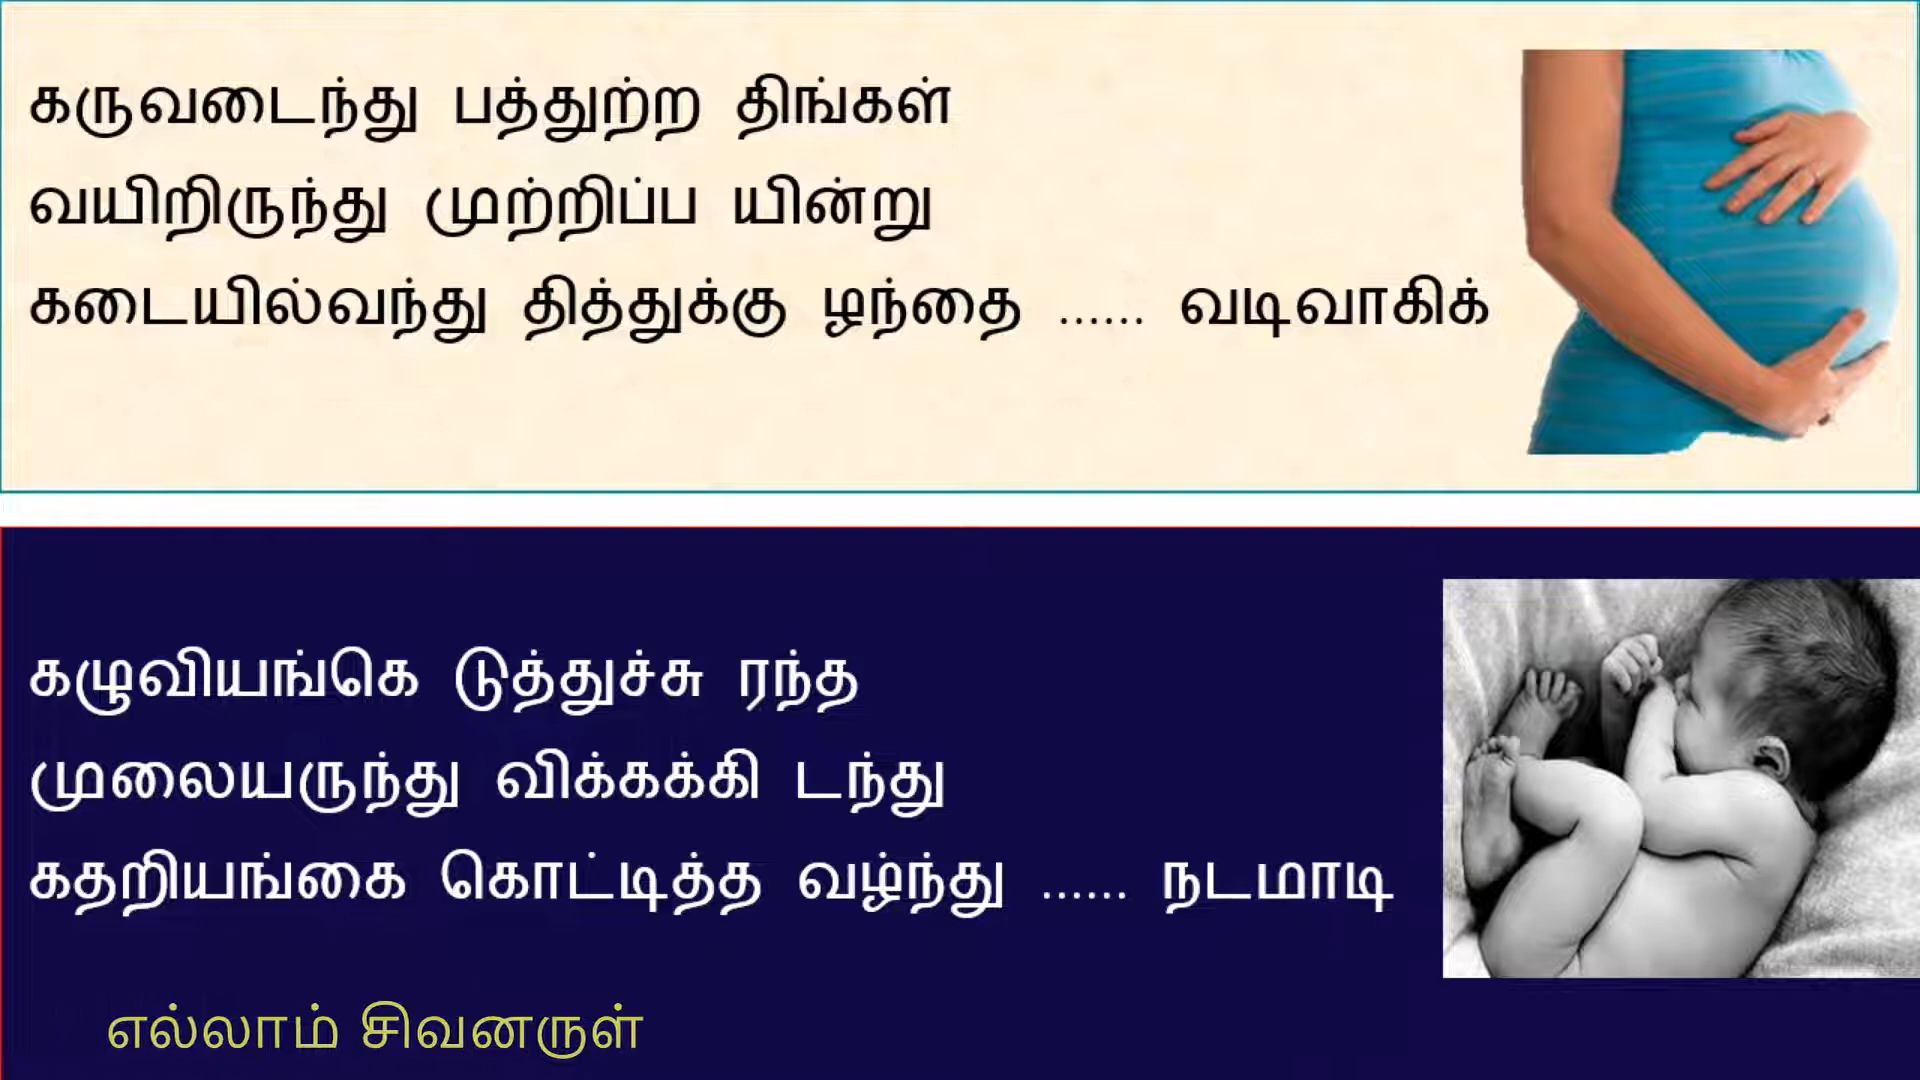 கருவடைந்து பத்துற்ற திங்கள்
வயிறிருந்து முற்றிப்ப யின்று
கடையில்வந்து தித்துக்கு ழந்தை ...... வடிவாகிக்
கழுவியங்கெ டுத்துச்சு ரந்த
முலையருந்து விக்கக்கி டந்து
கதறியங்கை கொட்டித்த வழ்ந்து ...... நடமாடி
எல்லாம் சிவனருள்